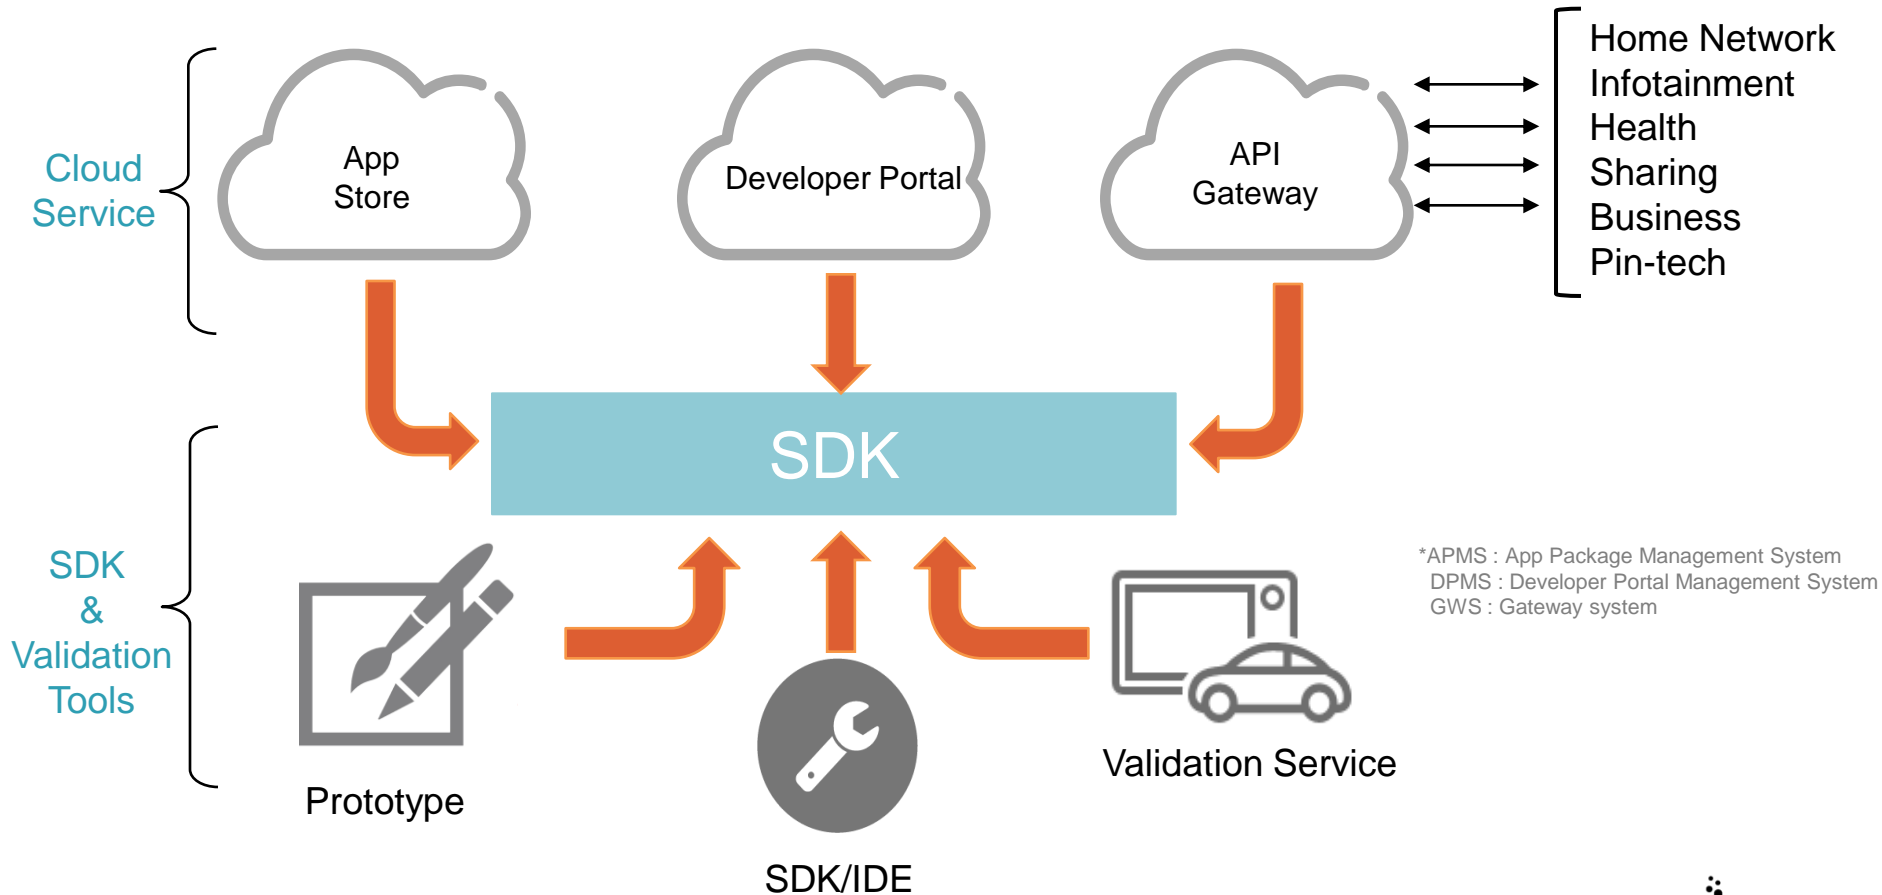 Cloud
Service
App
Store
Developer Portal
API
Gateway
Home Network
Infotainment
Health
Sharing
Business
Pin-tech
SDK
SDK
&
Validation
Tools
*APMS : App Package Management System
DPMS : Developer Portal Management System
GWS : Gateway system
Prototype
SDK/IDE
Validation Service